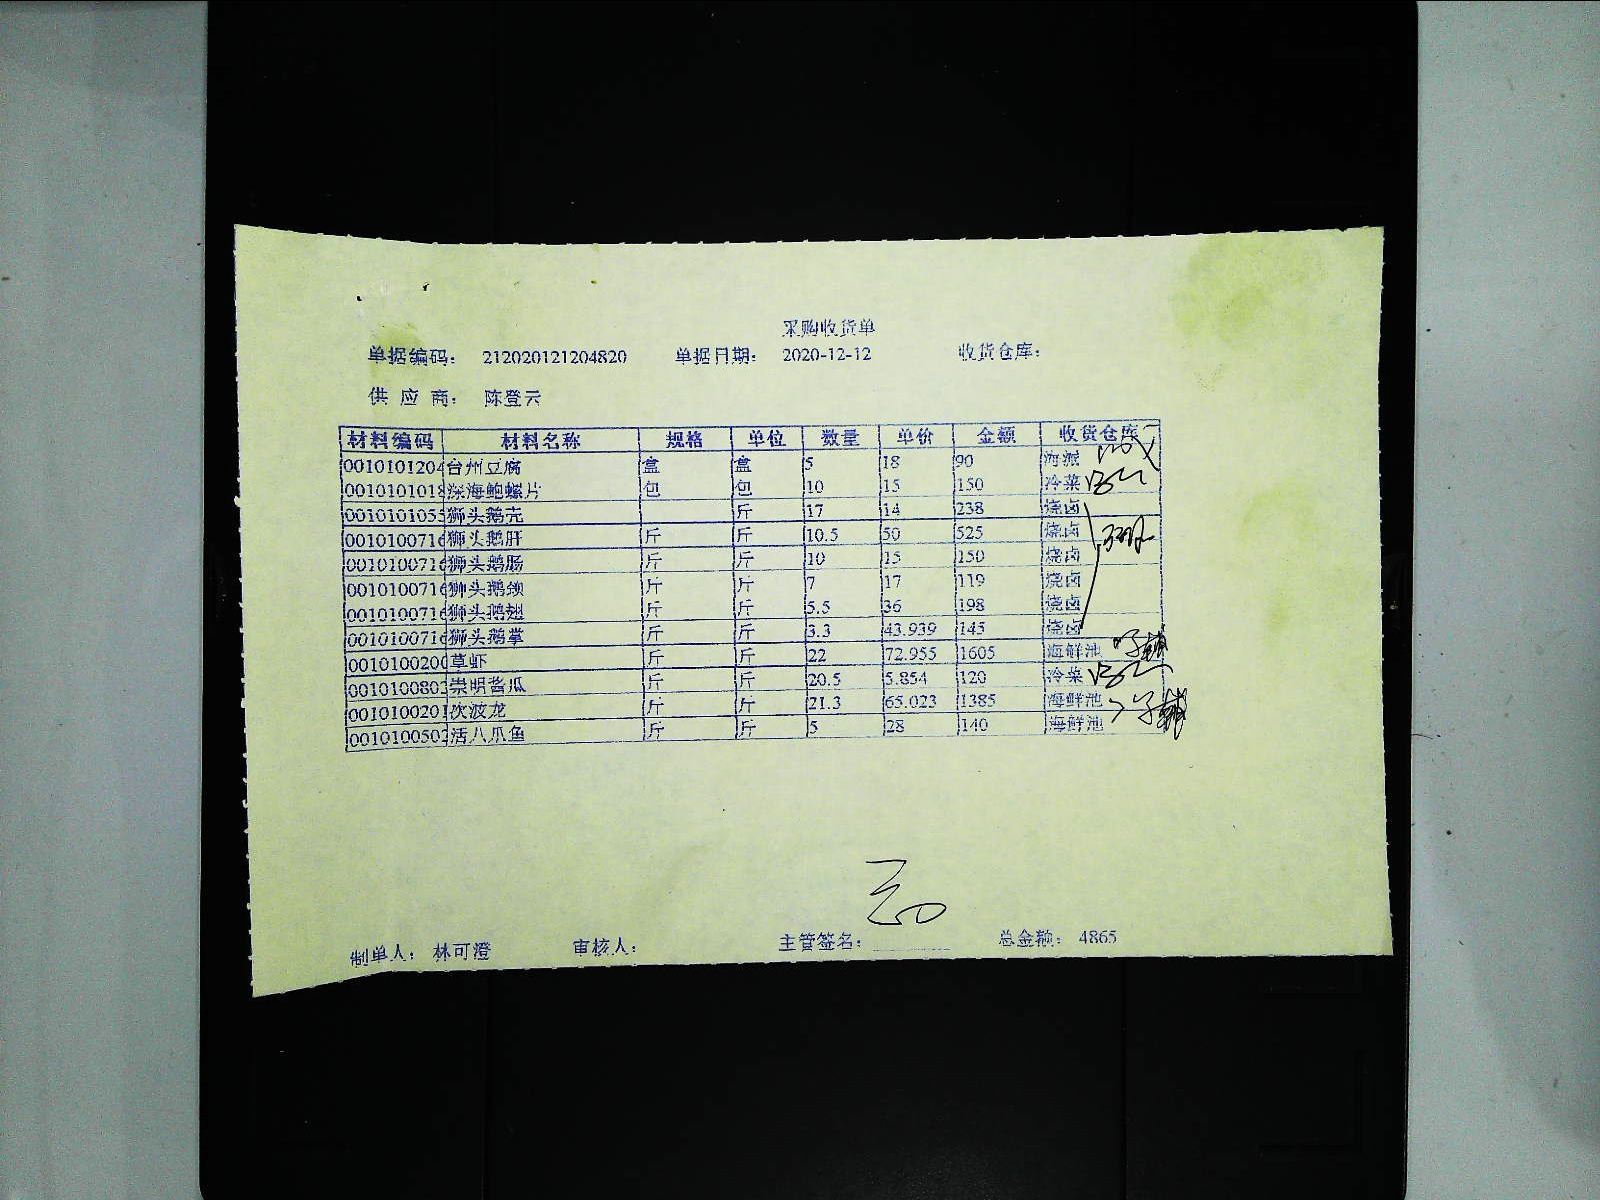 采购收货单
单据编码： 212020121204820 单据日期： 2020-12-12 收货仓库：
供 应 商： 陈登云
材料编码 材料名称 规格 单位 数量 单价 金额 收货仓库
0010101204 台州豆腐 盒 盒 5 18 90 海派
0010101018 深海鲍螺片 包 包 10 15 150 冷菜
0010101055 狮头鹅壳 斤 17 14 238 烧卤
0010100716 狮头鹅肝 斤 斤 10.5 50 525 烧卤
0010100716 狮头鹅肠 斤 斤 10 15 150 烧卤
0010100716 狮头鹅颈 斤 斤 7 17 119 烧卤
0010100716 狮头鹅翅 斤 斤 5.5 36 198 烧卤
0010100716 狮头鹅掌 斤 斤 3.3 43.939 145 烧卤
0010100200 草虾 斤 斤 22 72.955 1605 海鲜池
0010100803 崇明酱瓜 斤 斤 20.5 5.854 120 冷菜
0010100201 次波龙 斤 斤 21.3 65.023 1385 海鲜池
0010100502 活八爪鱼 斤 斤 5 28 140 海鲜池
制单人： 林可澄 审核人： 主管签名： 总金额： 4865